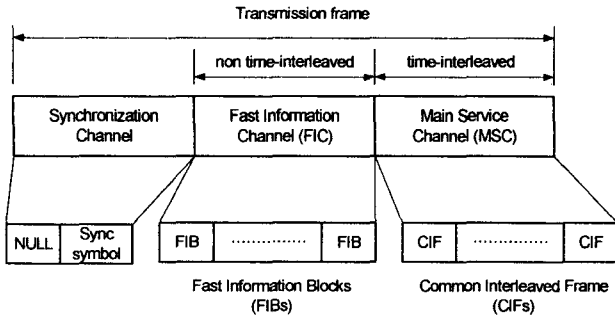 Transmission frame
non time-interleaved
time-interleaved
Synchronization
Channel
Fast Information
Channel (FIC)
Main Service
Channel (MSC)
NULL
Sync
symbol
FIB
FIB
CIF
CIF
Fast Information Blocks
(FIBs)
Common Interleaved Frame
(CIFs)